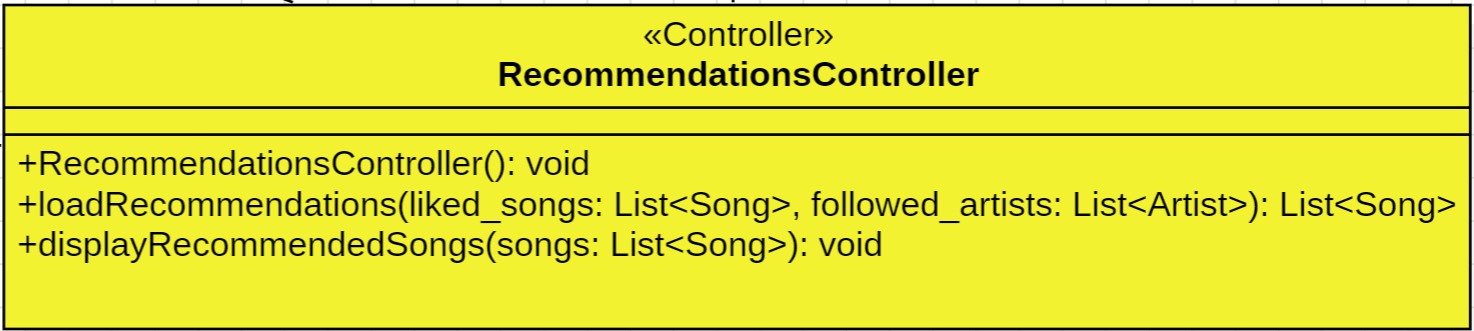 «Controller»
RecommendationsController
+RecommendationsController(): void
+loadRecommendations(liked_songs: List<Song>, followed_artists: List<Artist>): List<Song>
+displayRecommendedSongs(songs: List<Song>): void